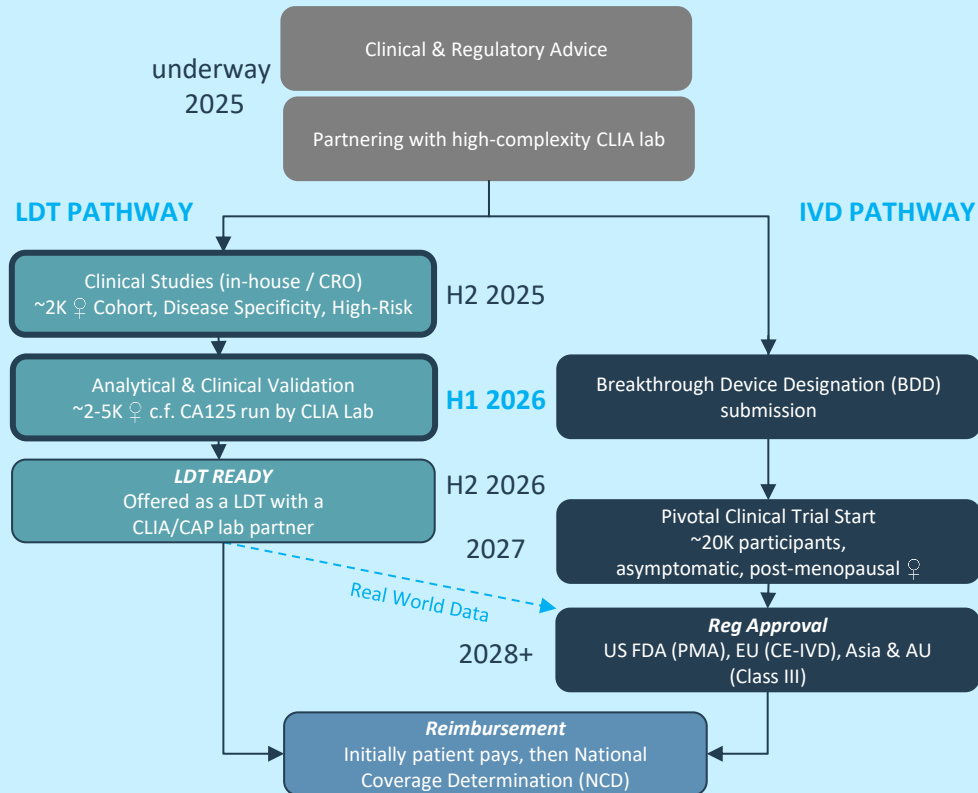 Clinical & Regulatory Advice
underway
2025
Partnering with high-complexity CLIA lab
LDT PATHWAY
IVD PATHWAY
Clinical Studies (in-house / CRO)
~2K ♀ Cohort, Disease Specificity, High-Risk
H2 2025
Analytical & Clinical Validation
~2-5K ♀ c.f. CA125 run by CLIA Lab
H1 2026
Breakthrough Device Designation (BDD)
submission
LDT READY
Offered as a LDT with a
CLIA/CAP lab partner
H2 2026
Pivotal Clinical Trial Start
~20K participants,
asymptomatic, post-menopausal ♀
2027
Real World Data
Reg Approval
US FDA (PMA), EU (CE-IVD), Asia & AU
(Class III)
2028+
Reimbursement
Initially patient pays, then National
Coverage Determination (NCD)